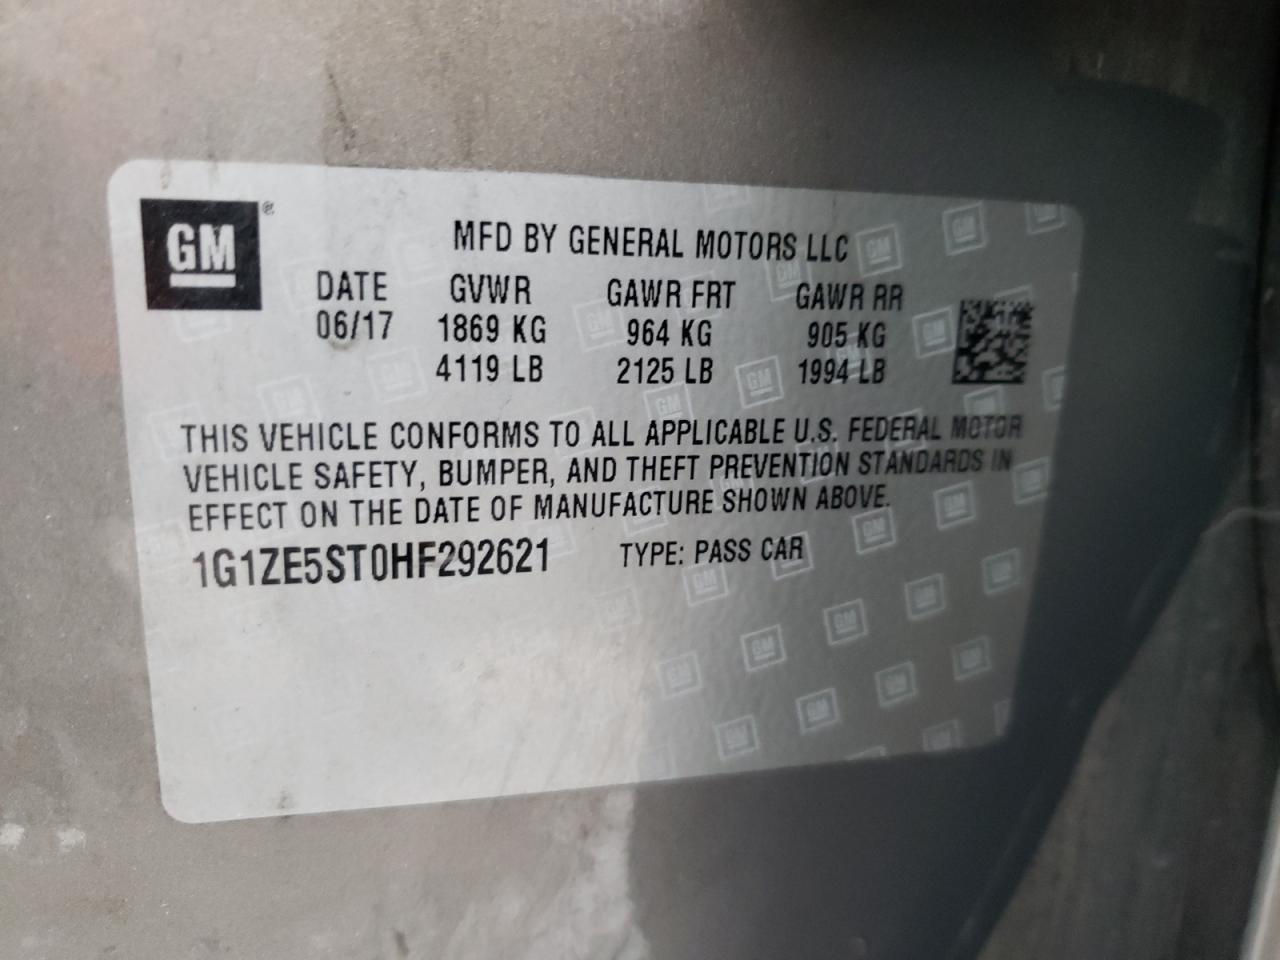 GM®
MFD BY GENERAL MOTORS LLC
DATE GVWR GAWR FRT GAWR RR
06/17 1869 KG 964 KG 905 KG
4119 LB 2125 LB 1994 LB
THIS VEHICLE CONFORMS TO ALL APPLICABLE U.S. FEDERAL MOTOR
VEHICLE SAFETY, BUMPER, AND THEFT PREVENTION STANDARDS IN
EFFECT ON THE DATE OF MANUFACTURE SHOWN ABOVE.
1G1ZE5ST0HF292621 TYPE: PASS CAR